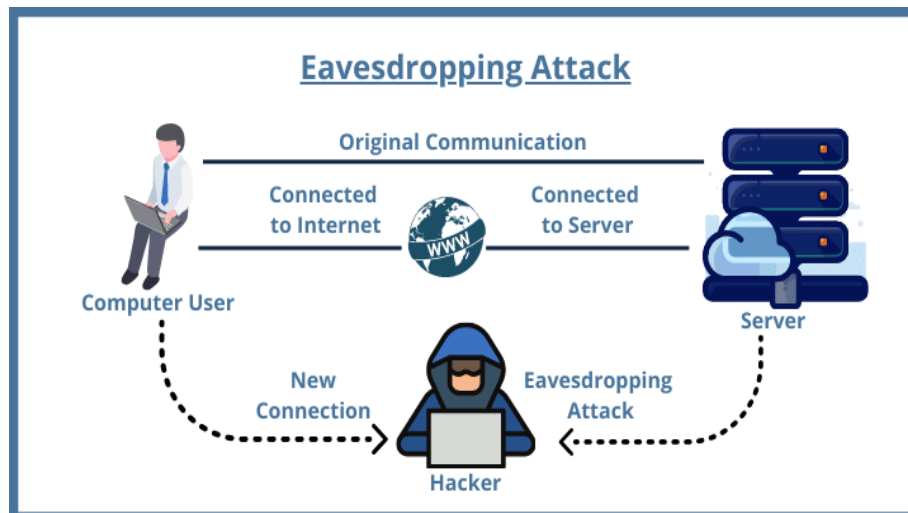 Eavesdropping Attack
Original Communication
Connected
to Internet
Connected
to Server
WWW
Computer User
Server
New
Connection
Eavesdropping
Attack
Hacker